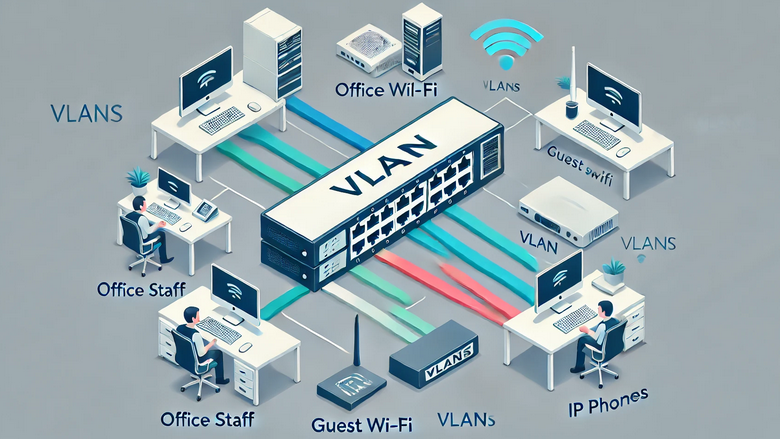 Office Wil-Fi
VLANS
VLANS
VLAN
Guest swifi
VLAN
VLANS
Office Staff
VLANS
IP Phones
Office Staff
Guest Wi-Fi
VLANS